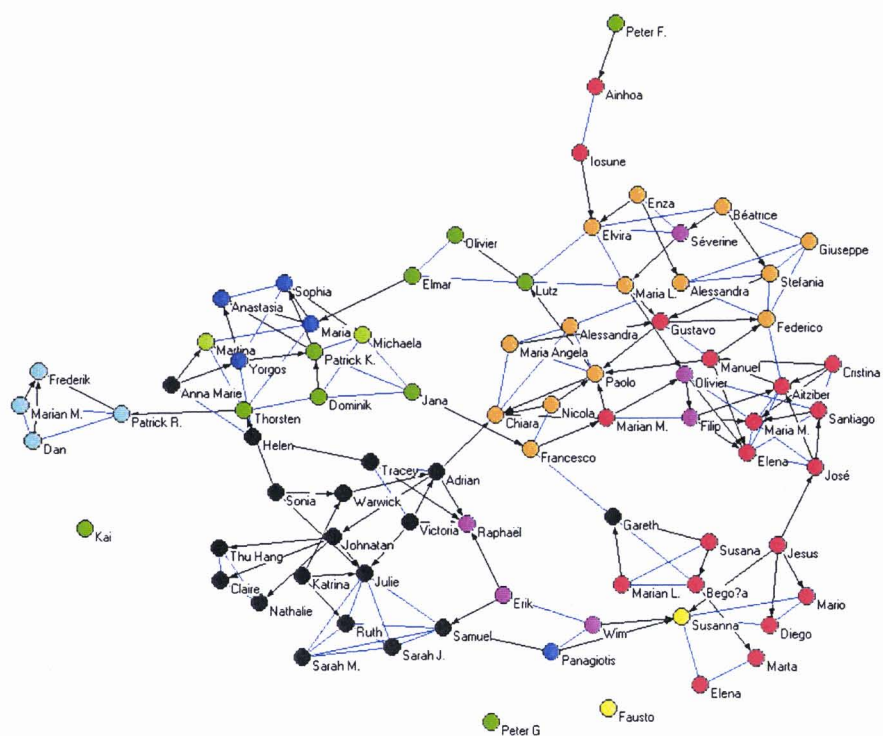 Peter F.
Ainhoa
Iosune
Enza
Béatrice
Elvira
Séverine
Giuseppe
Olivier
Elmar
Lutz
Maria L.
Alessandra
Stefania
Sophia
Anastasia
Maria
Alessandra
Gustavo
Federico
Martina
Patrick K.
Michaela
Maria Angela
Yorgos
Paolo
Manuel
Olivier
Cristina
Frederik
Anna Marie
Aitziber
Marian M.
Thorsten
Dominik
Jana
Chiara
Nicola
Marian M.
Filip
Maria M.
Santiago
Patrick R.
Dan
Helen
Francesco
Elena
José
Tracey
Adrian
Sonia
Warwick
Kai
Victoria
Raphaël
Gareth
Thu Hang
Johnatan
Susana
Jesus
Claire
Katrina
Julie
Marian L.
Bego?a
Nathalie
Erik
Mario
Ruth
Samuel
Wim
Susanna
Diego
Sarah M.
Sarah J.
Panagiotis
Marta
Elena
Peter G
Fausto